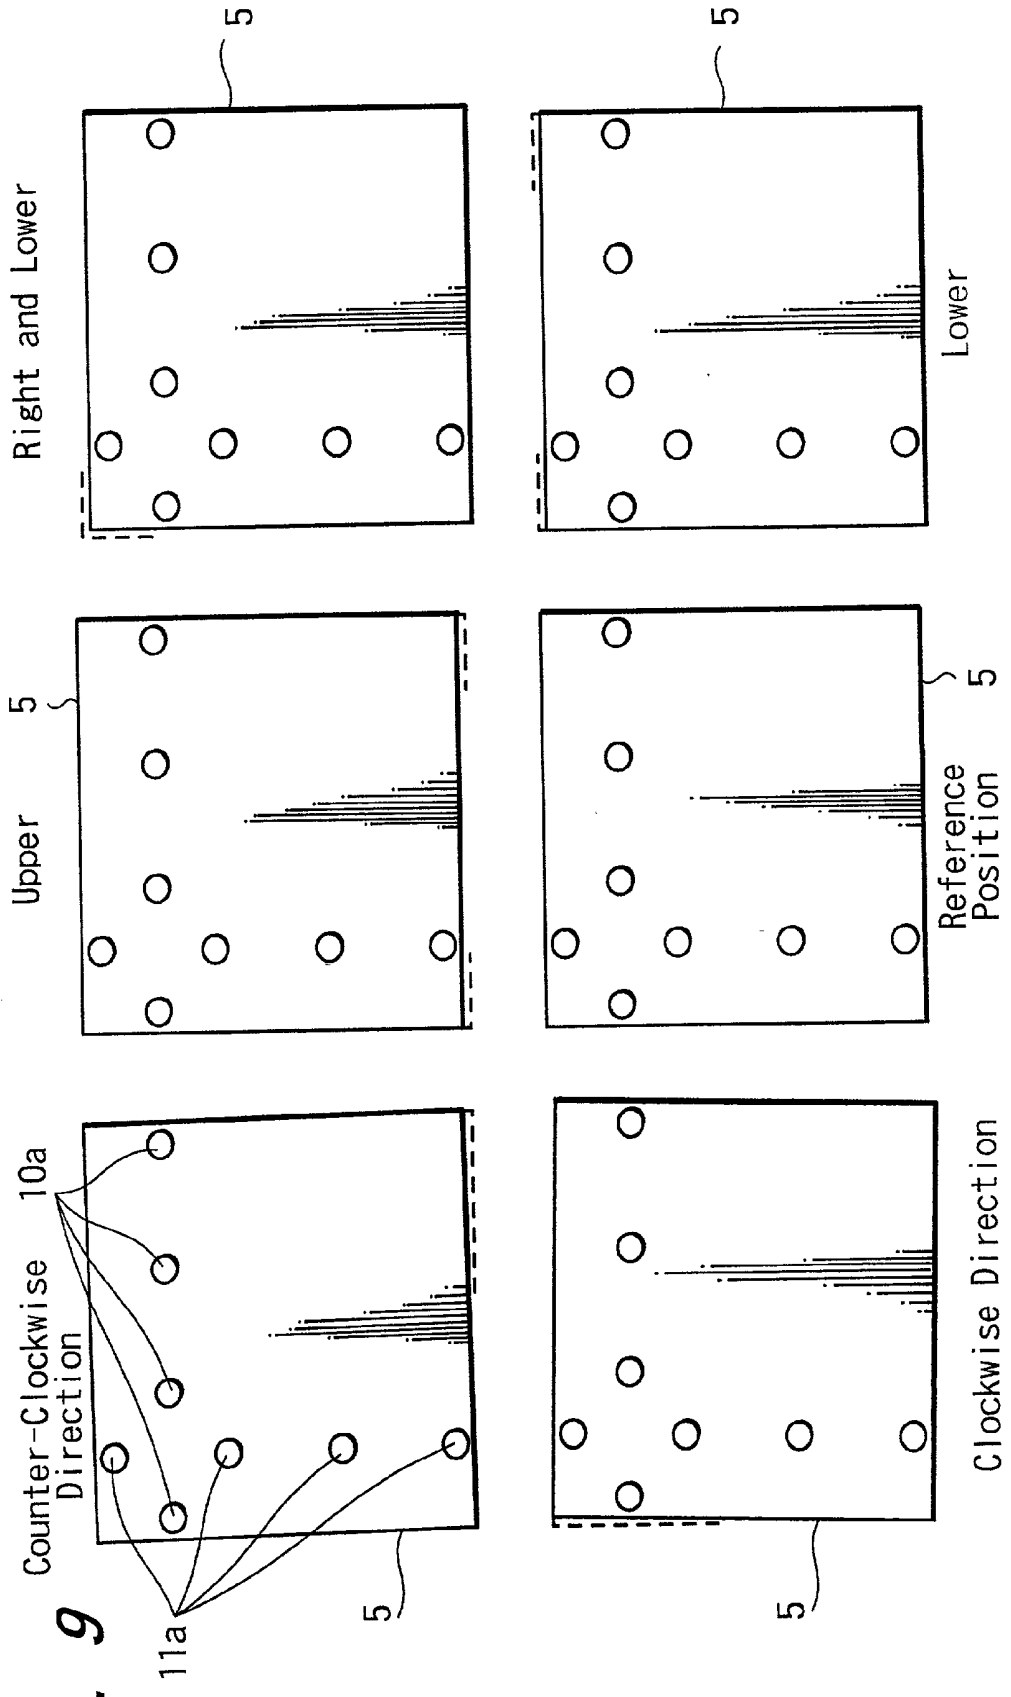 9
Counter-Clockwise
Direction
10a
11a
5
Upper
5
Right and Lower
5
Clockwise Direction
5
Reference
Position
5
Lower
5